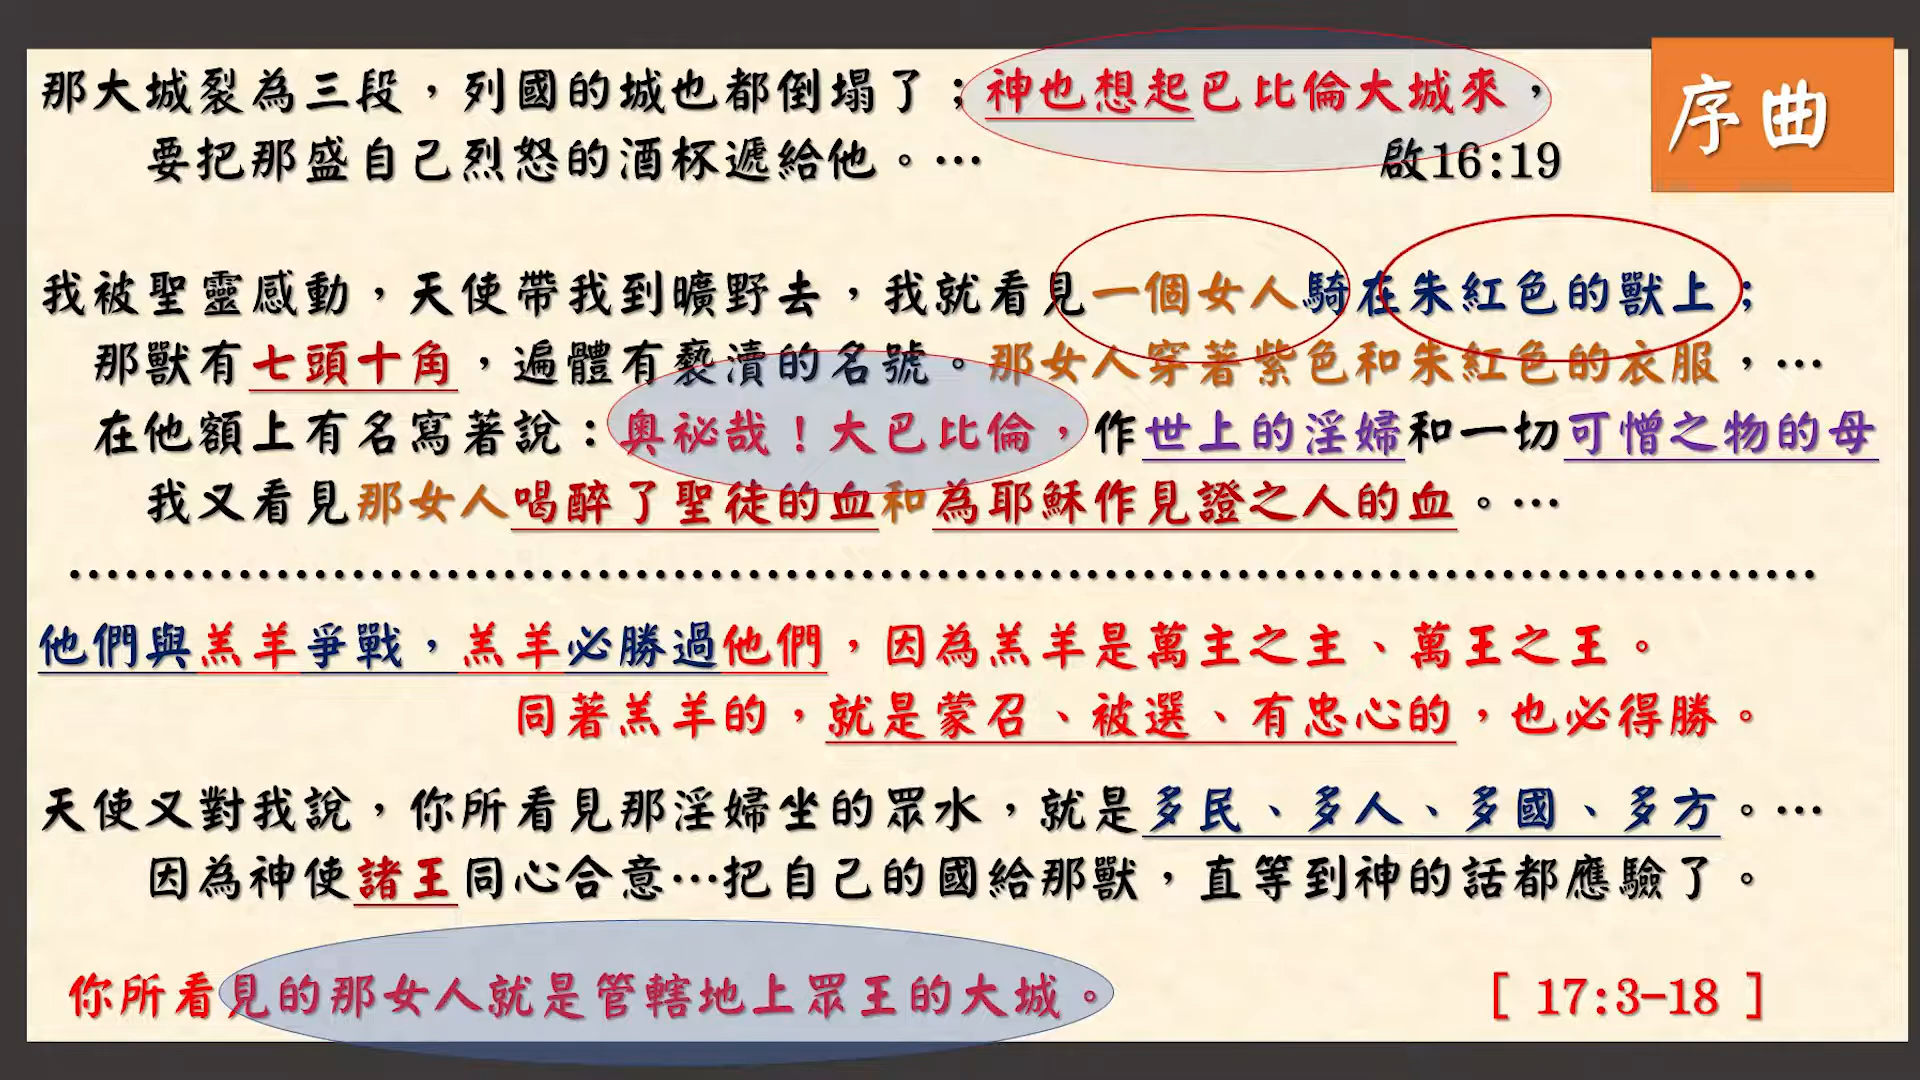 序曲
那大城裂為三段，列國的城也都倒塌了；神也想起巴比倫大城來，
要把那盛自己烈怒的酒杯遞給他。… 啟16:19
我被聖靈感動，天使帶我到曠野去，我就看見一個女人騎在朱紅色的獸上；
那獸有七頭十角，遍體有褻瀆的名號。那女人穿著紫色和朱紅色的衣服，…
在他額上有名寫著說：奧祕哉！大巴比倫，作世上的淫婦和一切可憎之物的母
我又看見那女人喝醉了聖徒的血和為耶穌作見證之人的血。…
他們與羔羊爭戰，羔羊必勝過他們，因為羔羊是萬主之主、萬王之王。
同著羔羊的，就是蒙召、被選、有忠心的，也必得勝。
天使又對我說，你所看見那淫婦坐的眾水，就是多民、多人、多國、多方。…
因為神使諸王同心合意…把自己的國給那獸，直等到神的話都應驗了。
你所看見的那女人就是管轄地上眾王的大城。 [ 17:3-18 ]